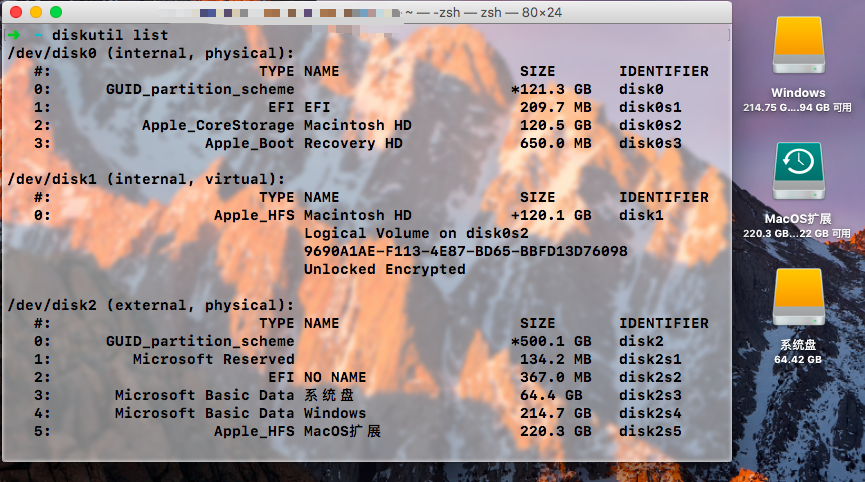 ~ — -zsh — zsh — 80×24
➜ ~ diskutil list
/dev/disk0 (internal, physical):
#: TYPE NAME SIZE IDENTIFIER
0: GUID_partition_scheme *121.3 GB disk0
1: EFI EFI 209.7 MB disk0s1
2: Apple_CoreStorage Macintosh HD 120.5 GB disk0s2
3: Apple_Boot Recovery HD 650.0 MB disk0s3
/dev/disk1 (internal, virtual):
#: TYPE NAME SIZE IDENTIFIER
0: Apple_HFS Macintosh HD +120.1 GB disk1
Logical Volume on disk0s2
9690A1AE-F113-4E87-BD65-BBFD13D76098
Unlocked Encrypted
/dev/disk2 (external, physical):
#: TYPE NAME SIZE IDENTIFIER
0: GUID_partition_scheme *500.1 GB disk2
1: Microsoft Reserved 134.2 MB disk2s1
2: EFI NO NAME 367.0 MB disk2s2
3: Microsoft Basic Data 系统盘 64.4 GB disk2s3
4: Microsoft Basic Data Windows 214.7 GB disk2s4
5: Apple_HFS MacOS扩展 220.3 GB disk2s5
Windows
214.75 G....94 GB 可用
MacOS扩展
220.3 GB...22 GB 可用
系统盘
64.42 GB